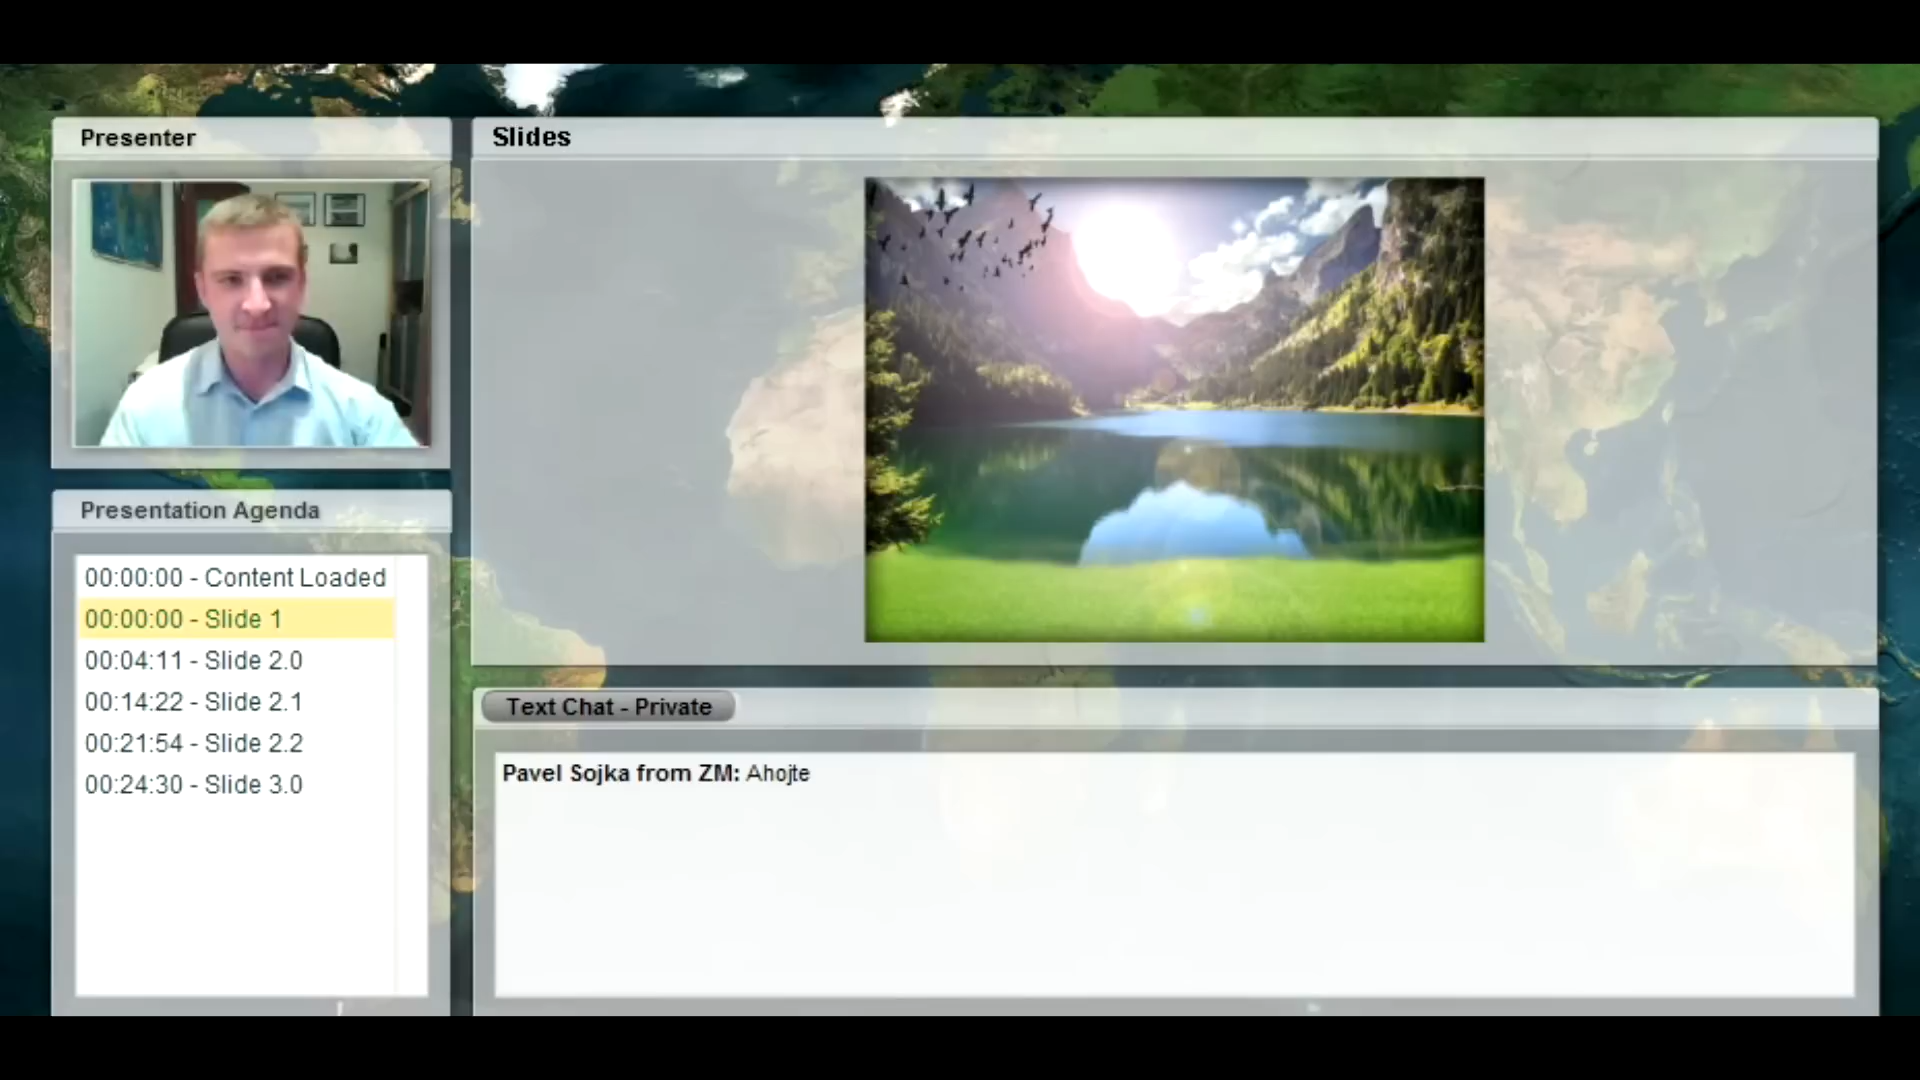 Presenter
Slides
Presentation Agenda
00:00:00 - Content Loaded
00:00:00 - Slide 1
00:04:11 - Slide 2.0
00:14:22 - Slide 2.1
00:21:54 - Slide 2.2
00:24:30 - Slide 3.0
Text Chat - Private
Pavel Sojka from ZM: Ahojte